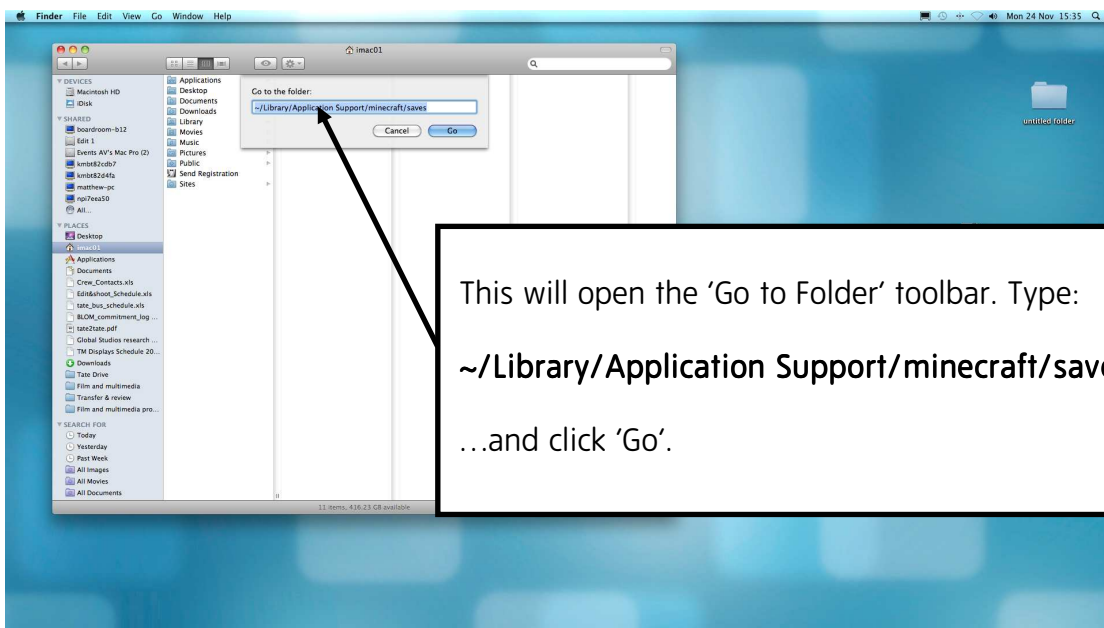 Finder File Edit View Go Window Help
Mon 24 Nov 15:35
imac01
DEVICES
Macintosh HD
iDisk
SHARED
boardroom-b12
Edit 1
Events AV's Mac Pro (2)
kmbt82cdb7
kmbt82d4fa
matthew-pc
npi7eea50
All...
PLACES
Desktop
imac01
Applications
Documents
Crew_Contacts.xls
Edit&shoot_Schedule.xls
tate_bus_schedule.xls
BLOM_commitment_log ...
tate2tate.pdf
Global Studios research ...
TM Displays Schedule 20...
Downloads
Tate Drive
Film and multimedia
Transfer & review
Film and multimedia pro...
SEARCH FOR
Today
Yesterday
Past Week
All Images
All Movies
All Documents
Applications
Desktop
Documents
Downloads
Library
Movies
Music
Pictures
Public
Send Registration
Sites
Go to the folder:
~/Library/Application Support/minecraft/saves
Cancel Go
untitled folder
This will open the ‘Go to Folder’ toolbar. Type:
~/Library/Application Support/minecraft/save
...and click ‘Go’.
11 items, 416.23 GB available